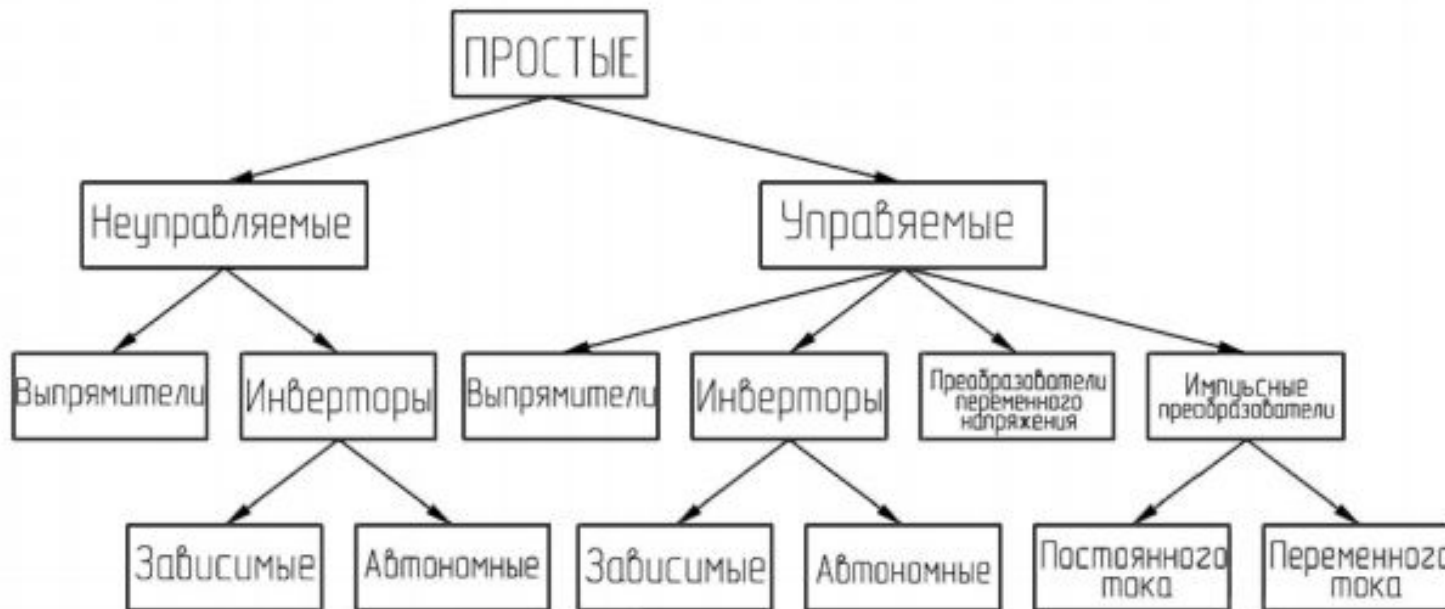 ПРОСТЫЕ
Неуправляемые
Управяемые
Выпрямители
Инверторы
Выпрямители
Инверторы
Преобразователи
переменного
напряжения
Импуьсные
преобразователи
Зависимые
Автономные
Зависимые
Автономные
Постоянного
тока
Переменного
тока